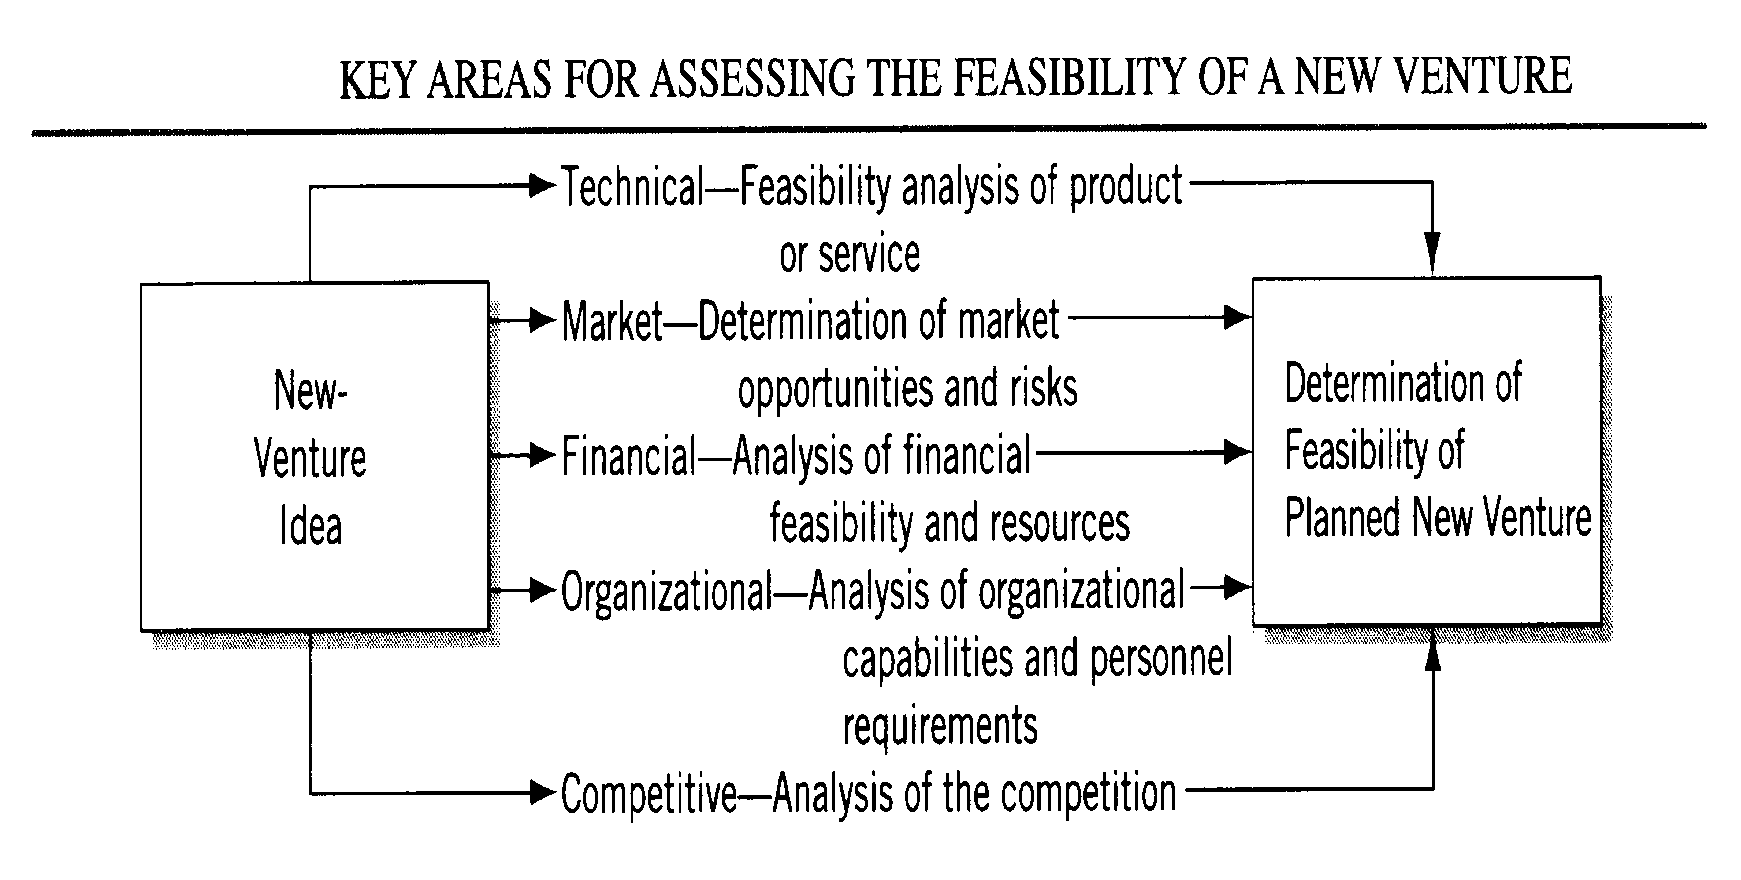 KEY AREAS FOR ASSESSING THE FEASIBILITY OF A NEW VENTURE
New-
Venture
Idea
Technical—Feasibility analysis of product
or service
Market—Determination of market
opportunities and risks
Financial—Analysis of financial
feasibility and resources
Organizational—Analysis of organizational
capabilities and personnel
requirements
Competitive—Analysis of the competition
Determination of
Feasibility of
Planned New Venture